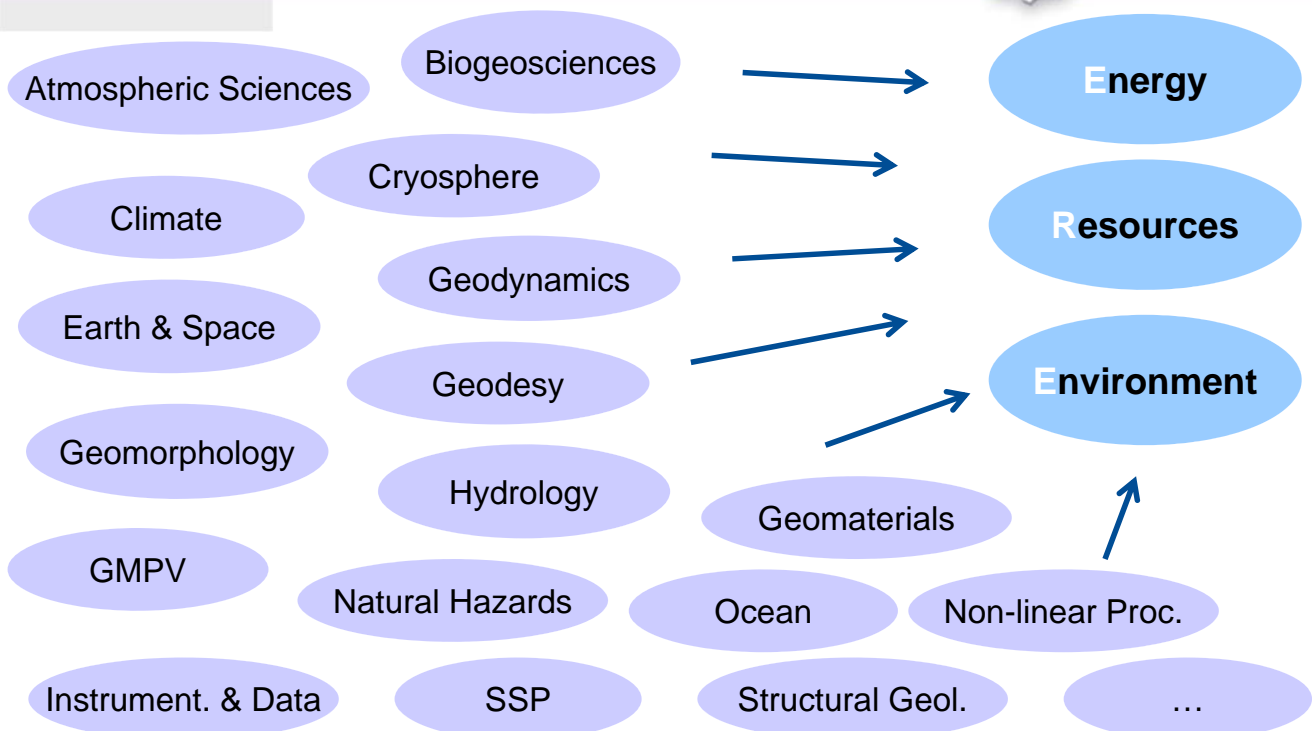 Atmospheric Sciences
Biogeosciences
Energy
Cryosphere
Climate
Resources
Geodynamics
Earth & Space
Geodesy
Environment
Geomorphology
Hydrology
Geomaterials
GMPV
Natural Hazards
Ocean
Non-linear Proc.
Instrument. & Data
SSP
Structural Geol.
…